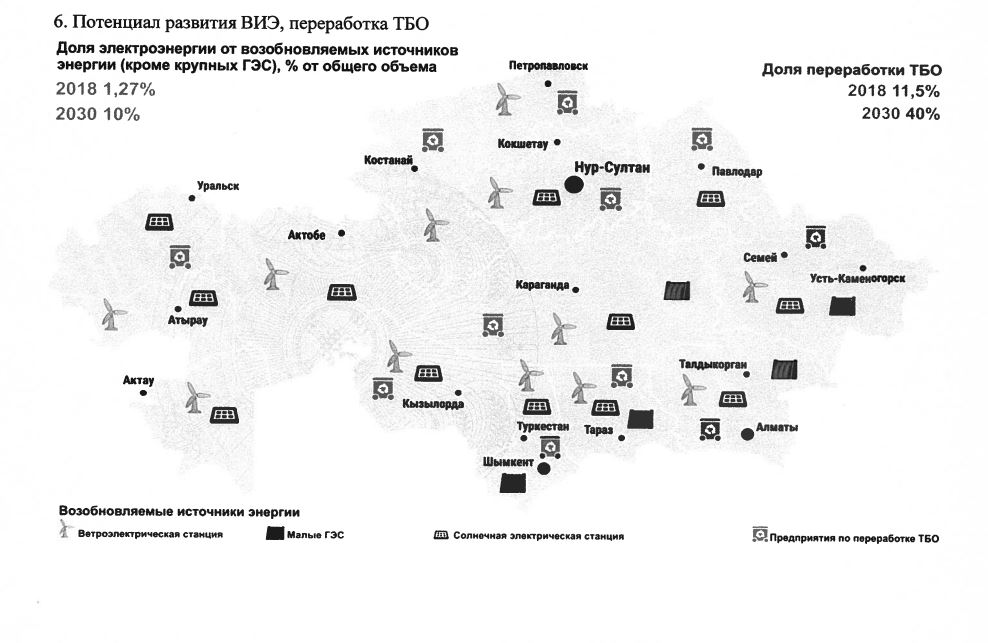 6. Потенциал развития ВИЭ, переработка ТБО
Доля электроэнергии от возобновляемых источников
энергии (кроме крупных ГЭС), % от общего объема
2018 1,27%
2030 10%
Доля переработки ТБО
2018 11,5%
2030 40%
Петропавловск
Кокшетау
Костанай
Нур-Султан
Павлодар
Уральск
Актобе
Семей
Усть-Каменогорск
Караганда
Атырау
Талдыкорган
Актау
Кызылорда
Туркестан
Тараз
Алматы
Шымкент
Возобновляемые источники энергии
Ветроэлектрическая станция
Малые ГЭС
Солнечная электрическая станция
Предприятия по переработке ТБО